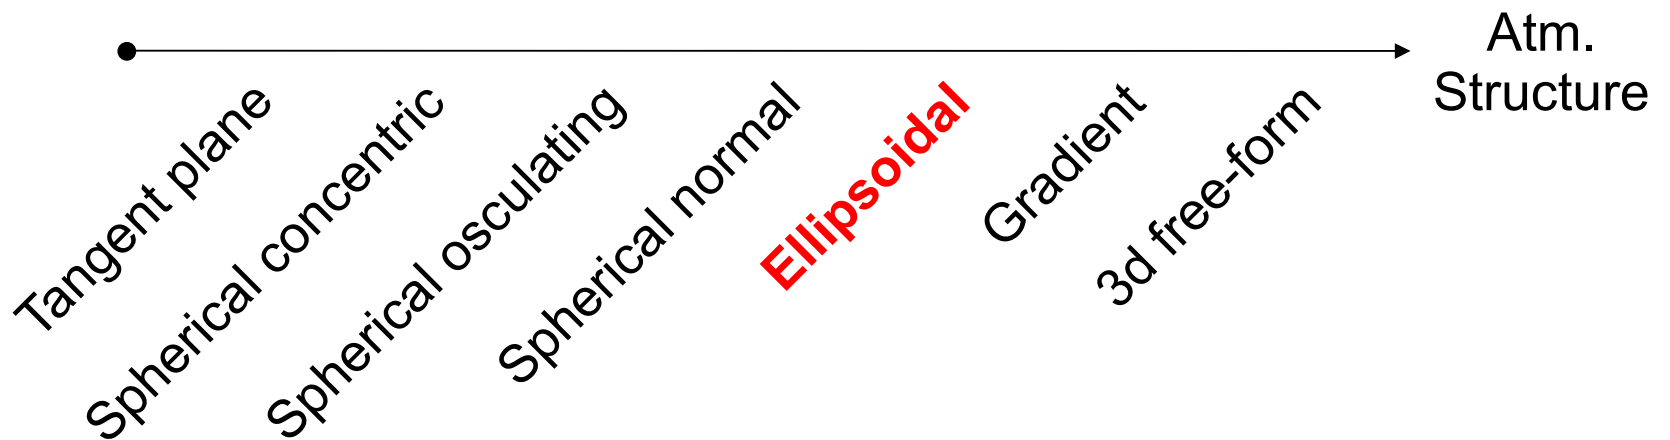 Atm.
Structure
Tangent plane
Spherical concentric
Spherical osculating
Spherical normal
Ellipsoidal
Gradient
3d free-form